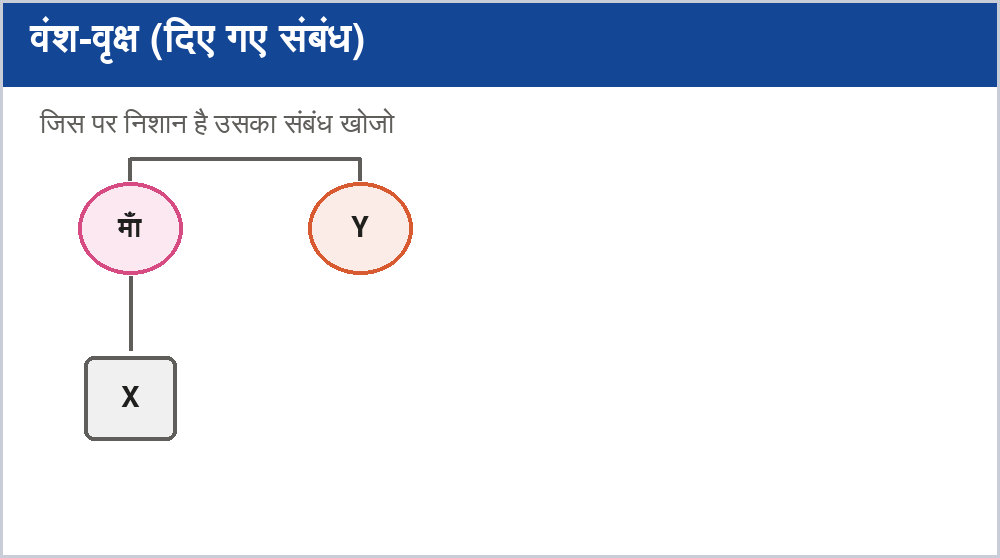 वंश-वृक्ष (दिए गए संबंध)
जिस पर निशान है उसका संबंध खोजो
माँ
Y
X